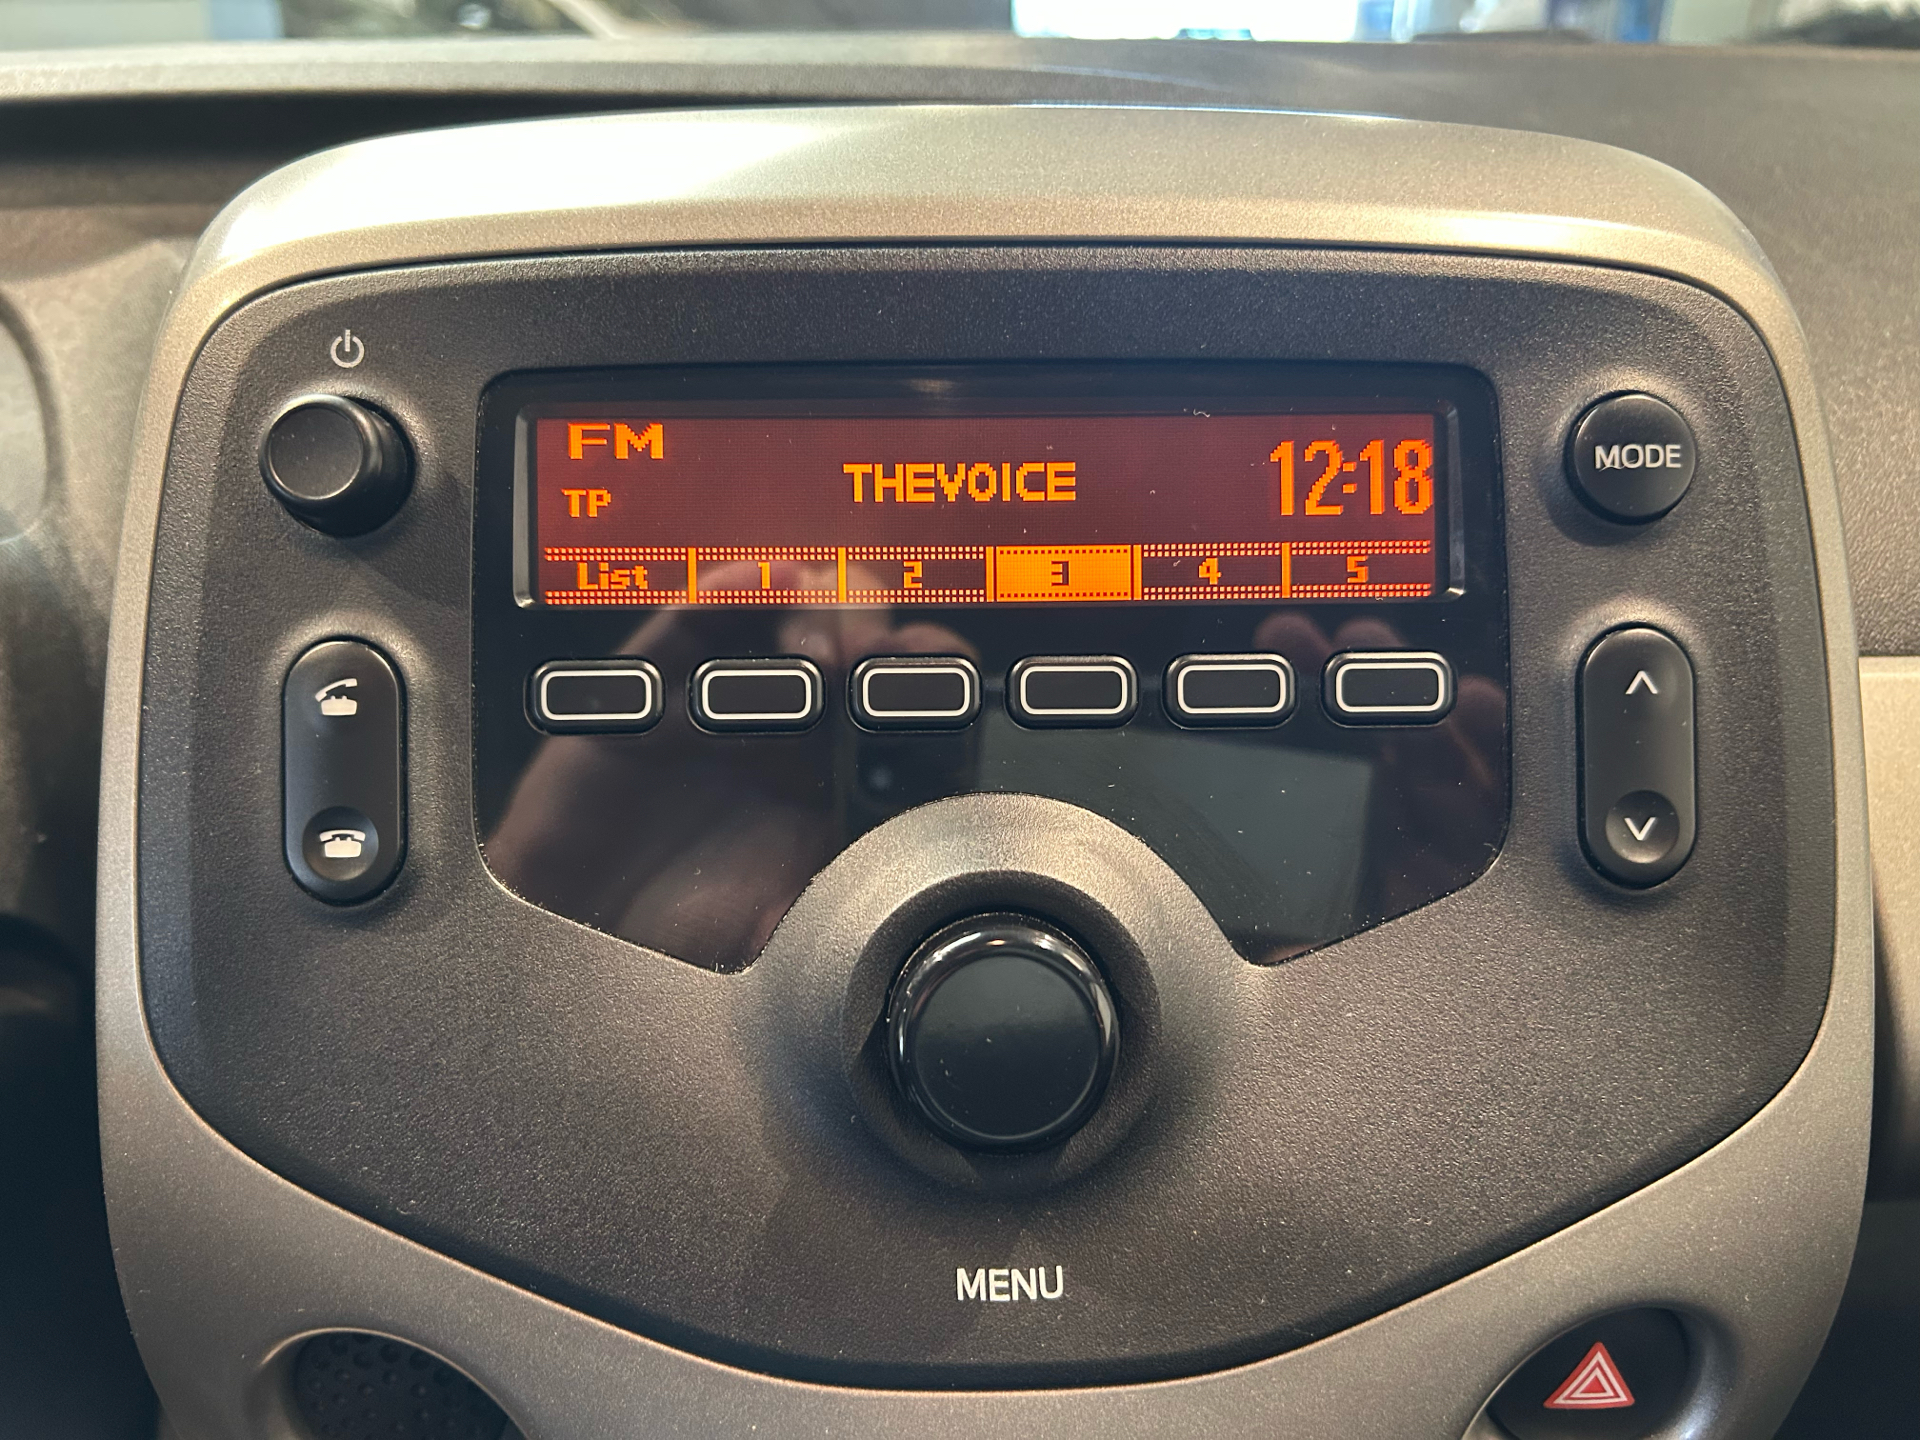 FM
TP
THEVOICE
12:18
List 1 2 3 4 5
MODE
MENU